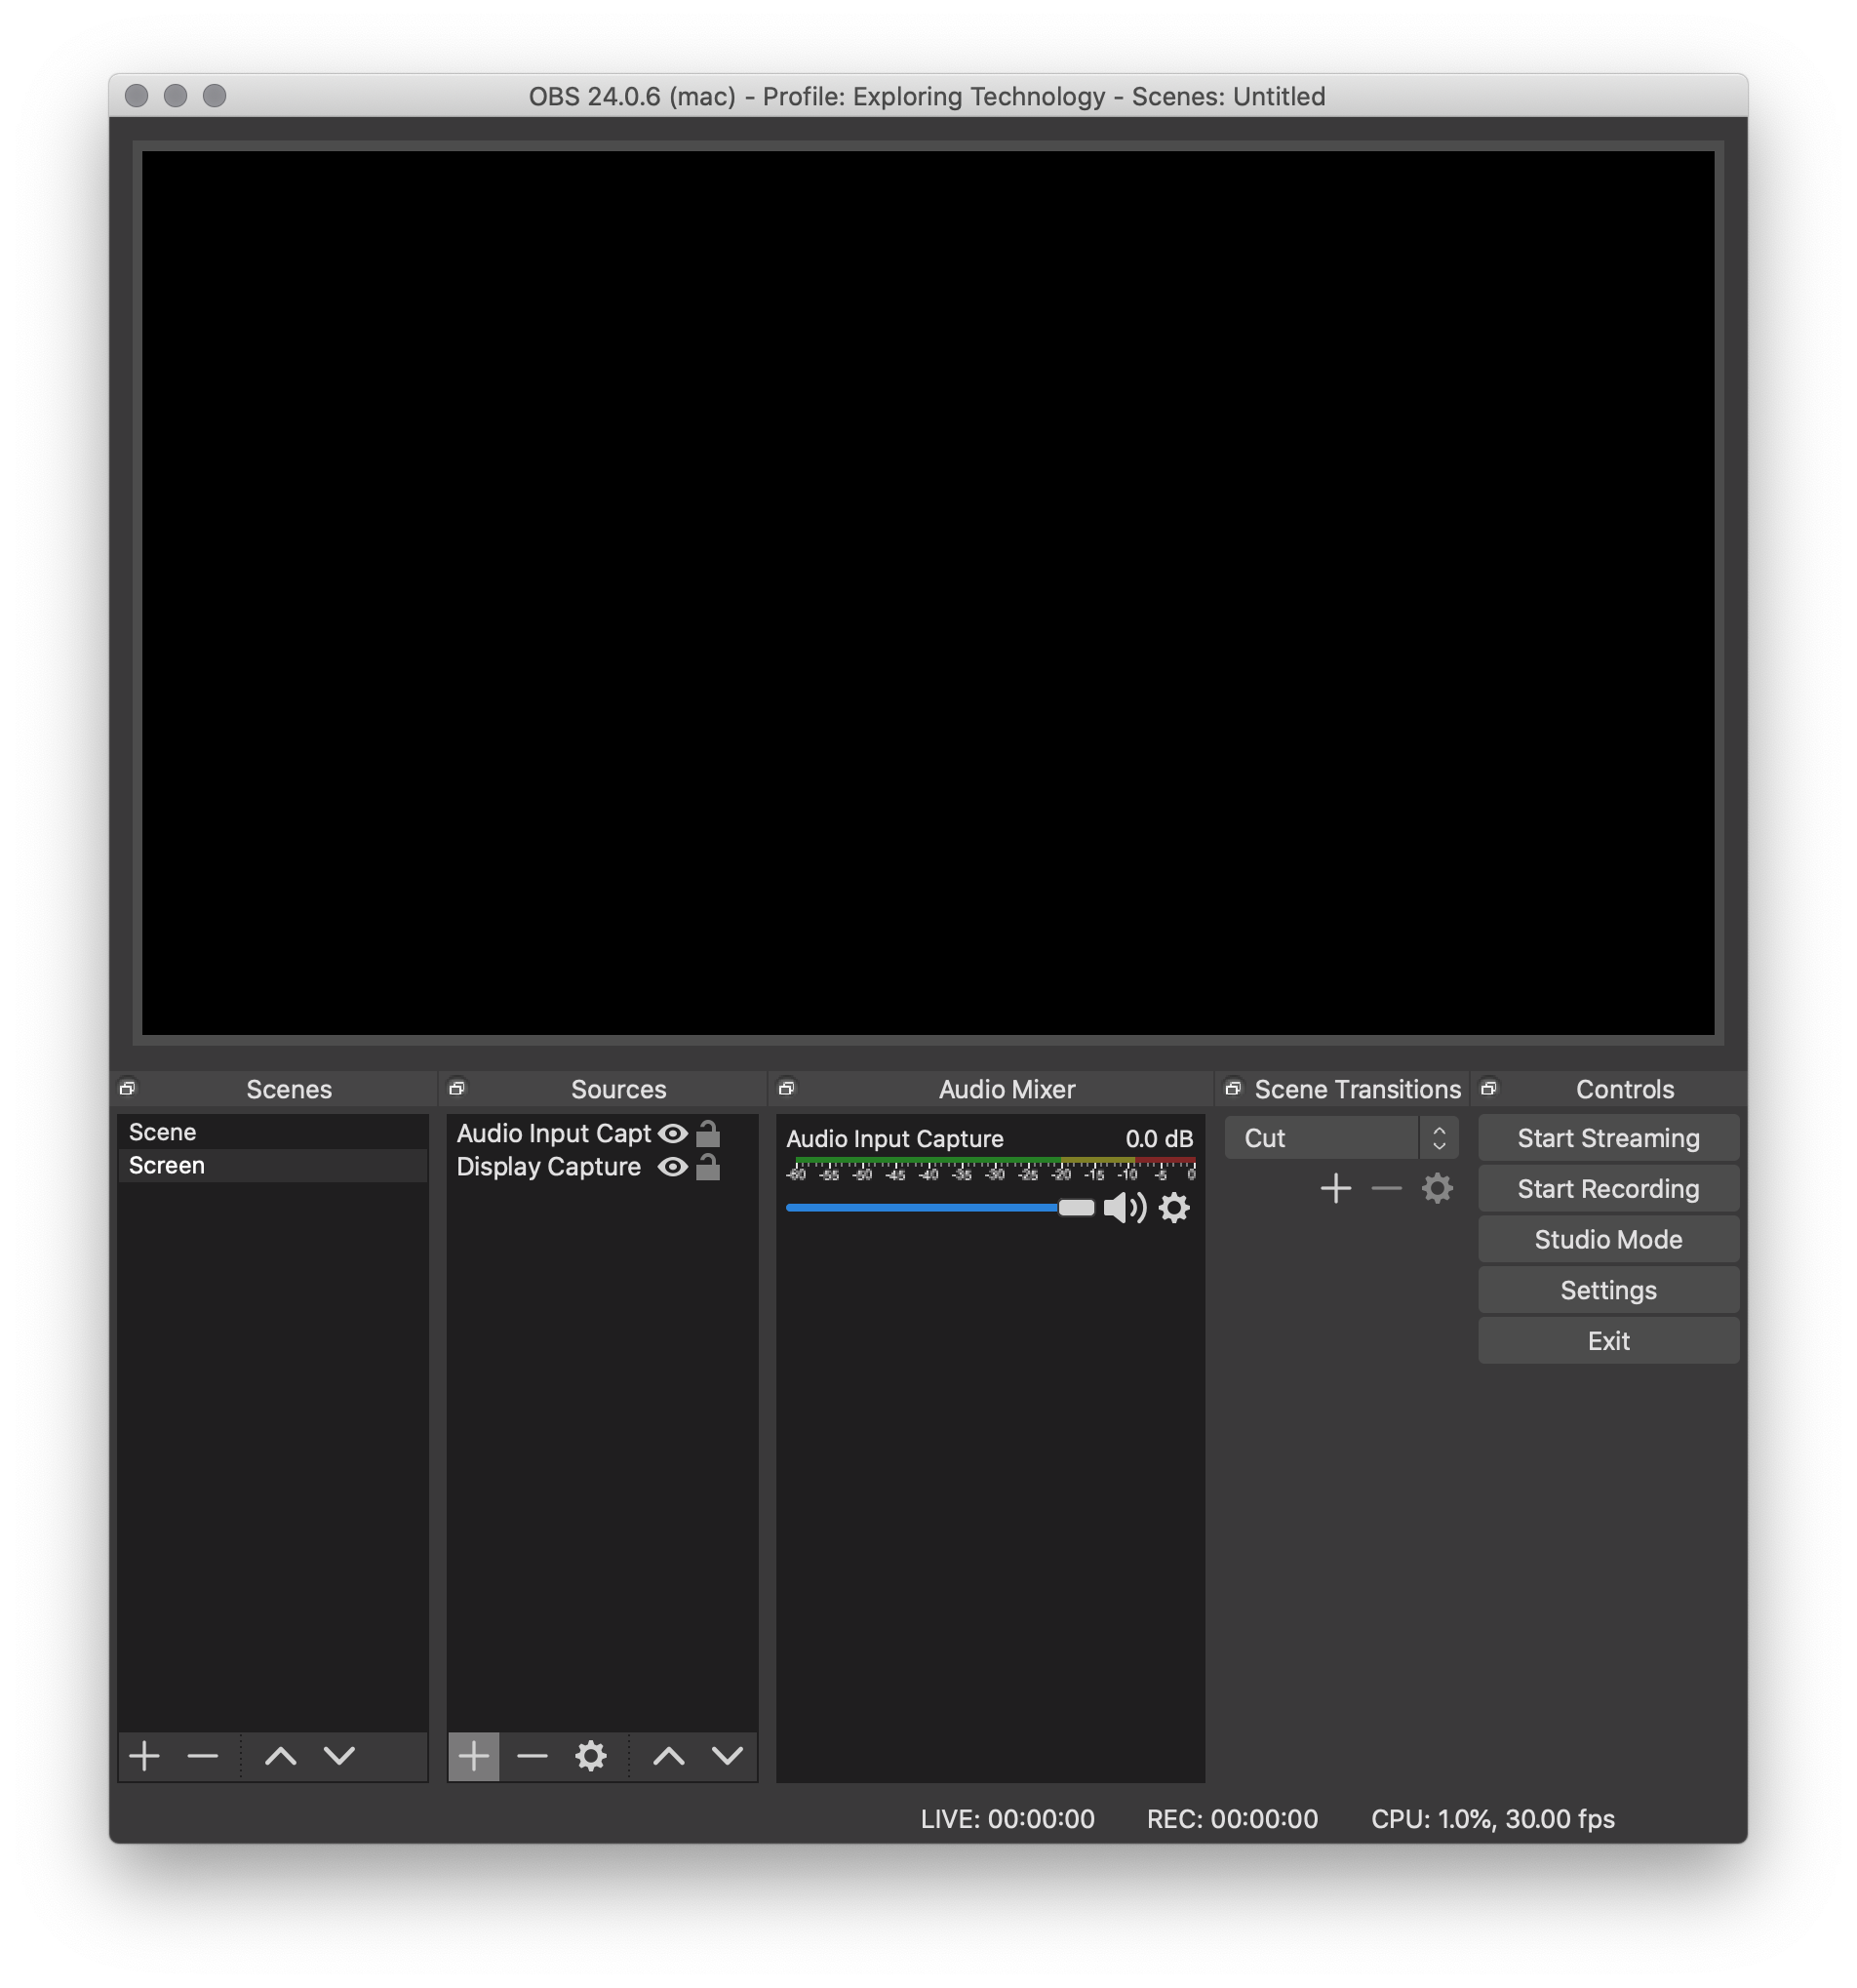 OBS 24.0.6 (mac) - Profile: Exploring Technology - Scenes: Untitled
Scenes
Sources
Audio Mixer
Scene Transitions
Controls
Scene
Screen
Audio Input Capt
Display Capture
Audio Input Capture 0.0 dB
-60 -55 -50 -45 -40 -35 -30 -25 -20 -15 -10 -5 0
Cut
Start Streaming
Start Recording
Studio Mode
Settings
Exit
LIVE: 00:00:00 REC: 00:00:00 CPU: 1.0%, 30.00 fps